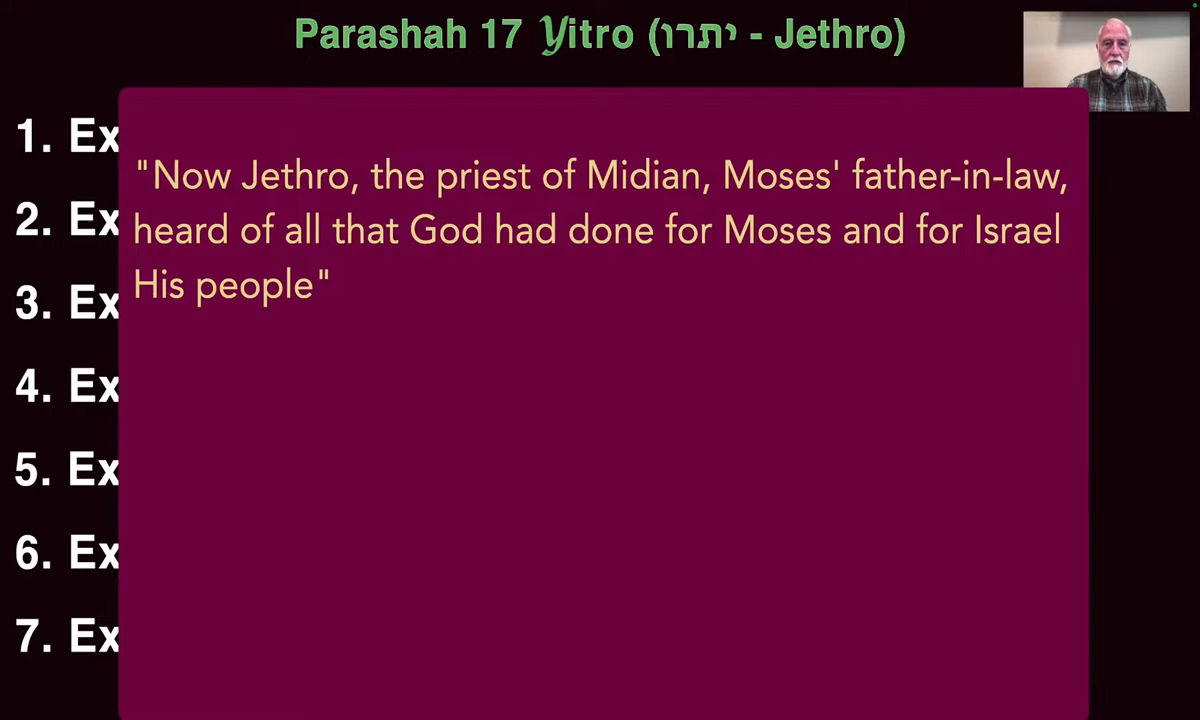 Parashah 17 Yitro (יתרו - Jethro)
1. Ex
"Now Jethro, the priest of Midian, Moses' father-in-law,
2. Ex
heard of all that God had done for Moses and for Israel
His people"
3. Ex
4. Ex
5. Ex
6. Ex
7. Ex